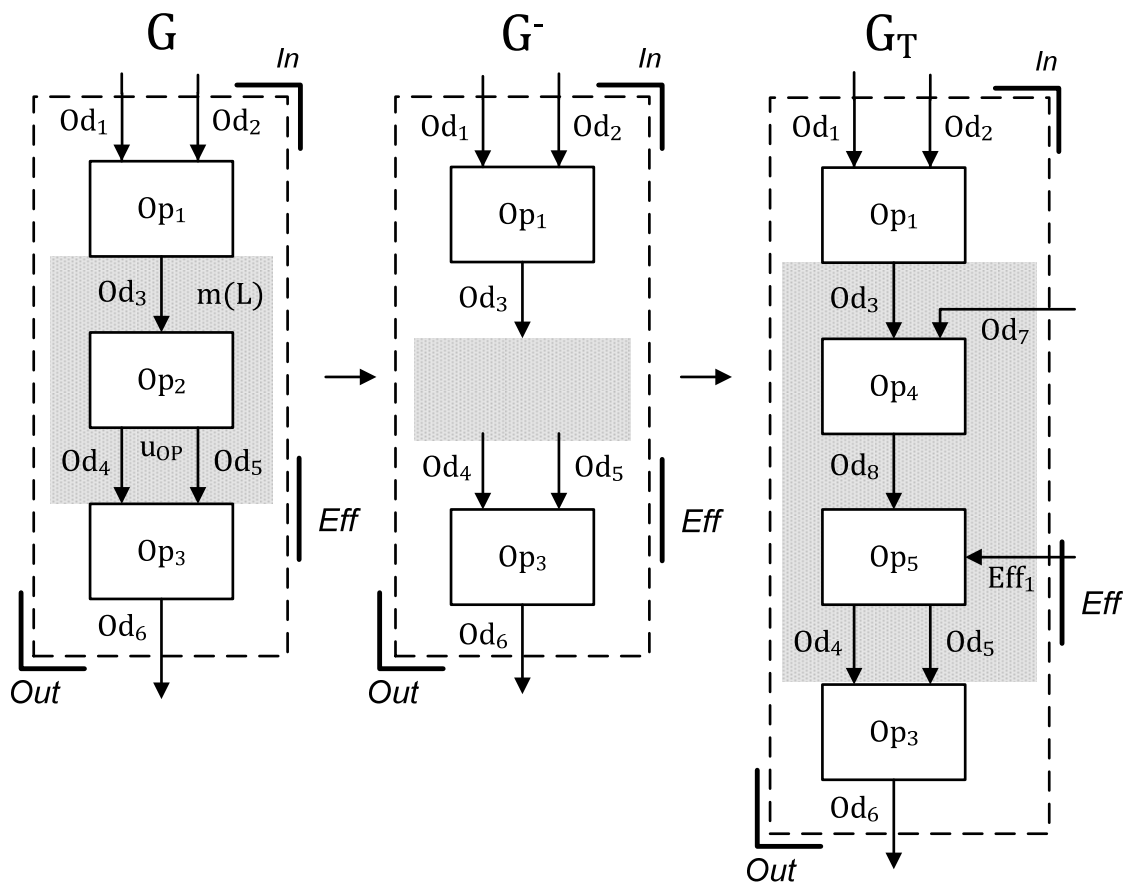 G
In
Od₁
Od₂
Op₁
Od₃
m(L)
Op₂
Od₄
u_OP
Od₅
Eff
Op₃
Od₆
Out
G⁻
In
Od₁
Od₂
Op₁
Od₃
Od₄
Od₅
Eff
Op₃
Od₆
Out
G_T
In
Od₁
Od₂
Op₁
Od₃
Od₇
Op₄
Od₈
Op₅
Eff₁
Eff
Od₄
Od₅
Op₃
Od₆
Out